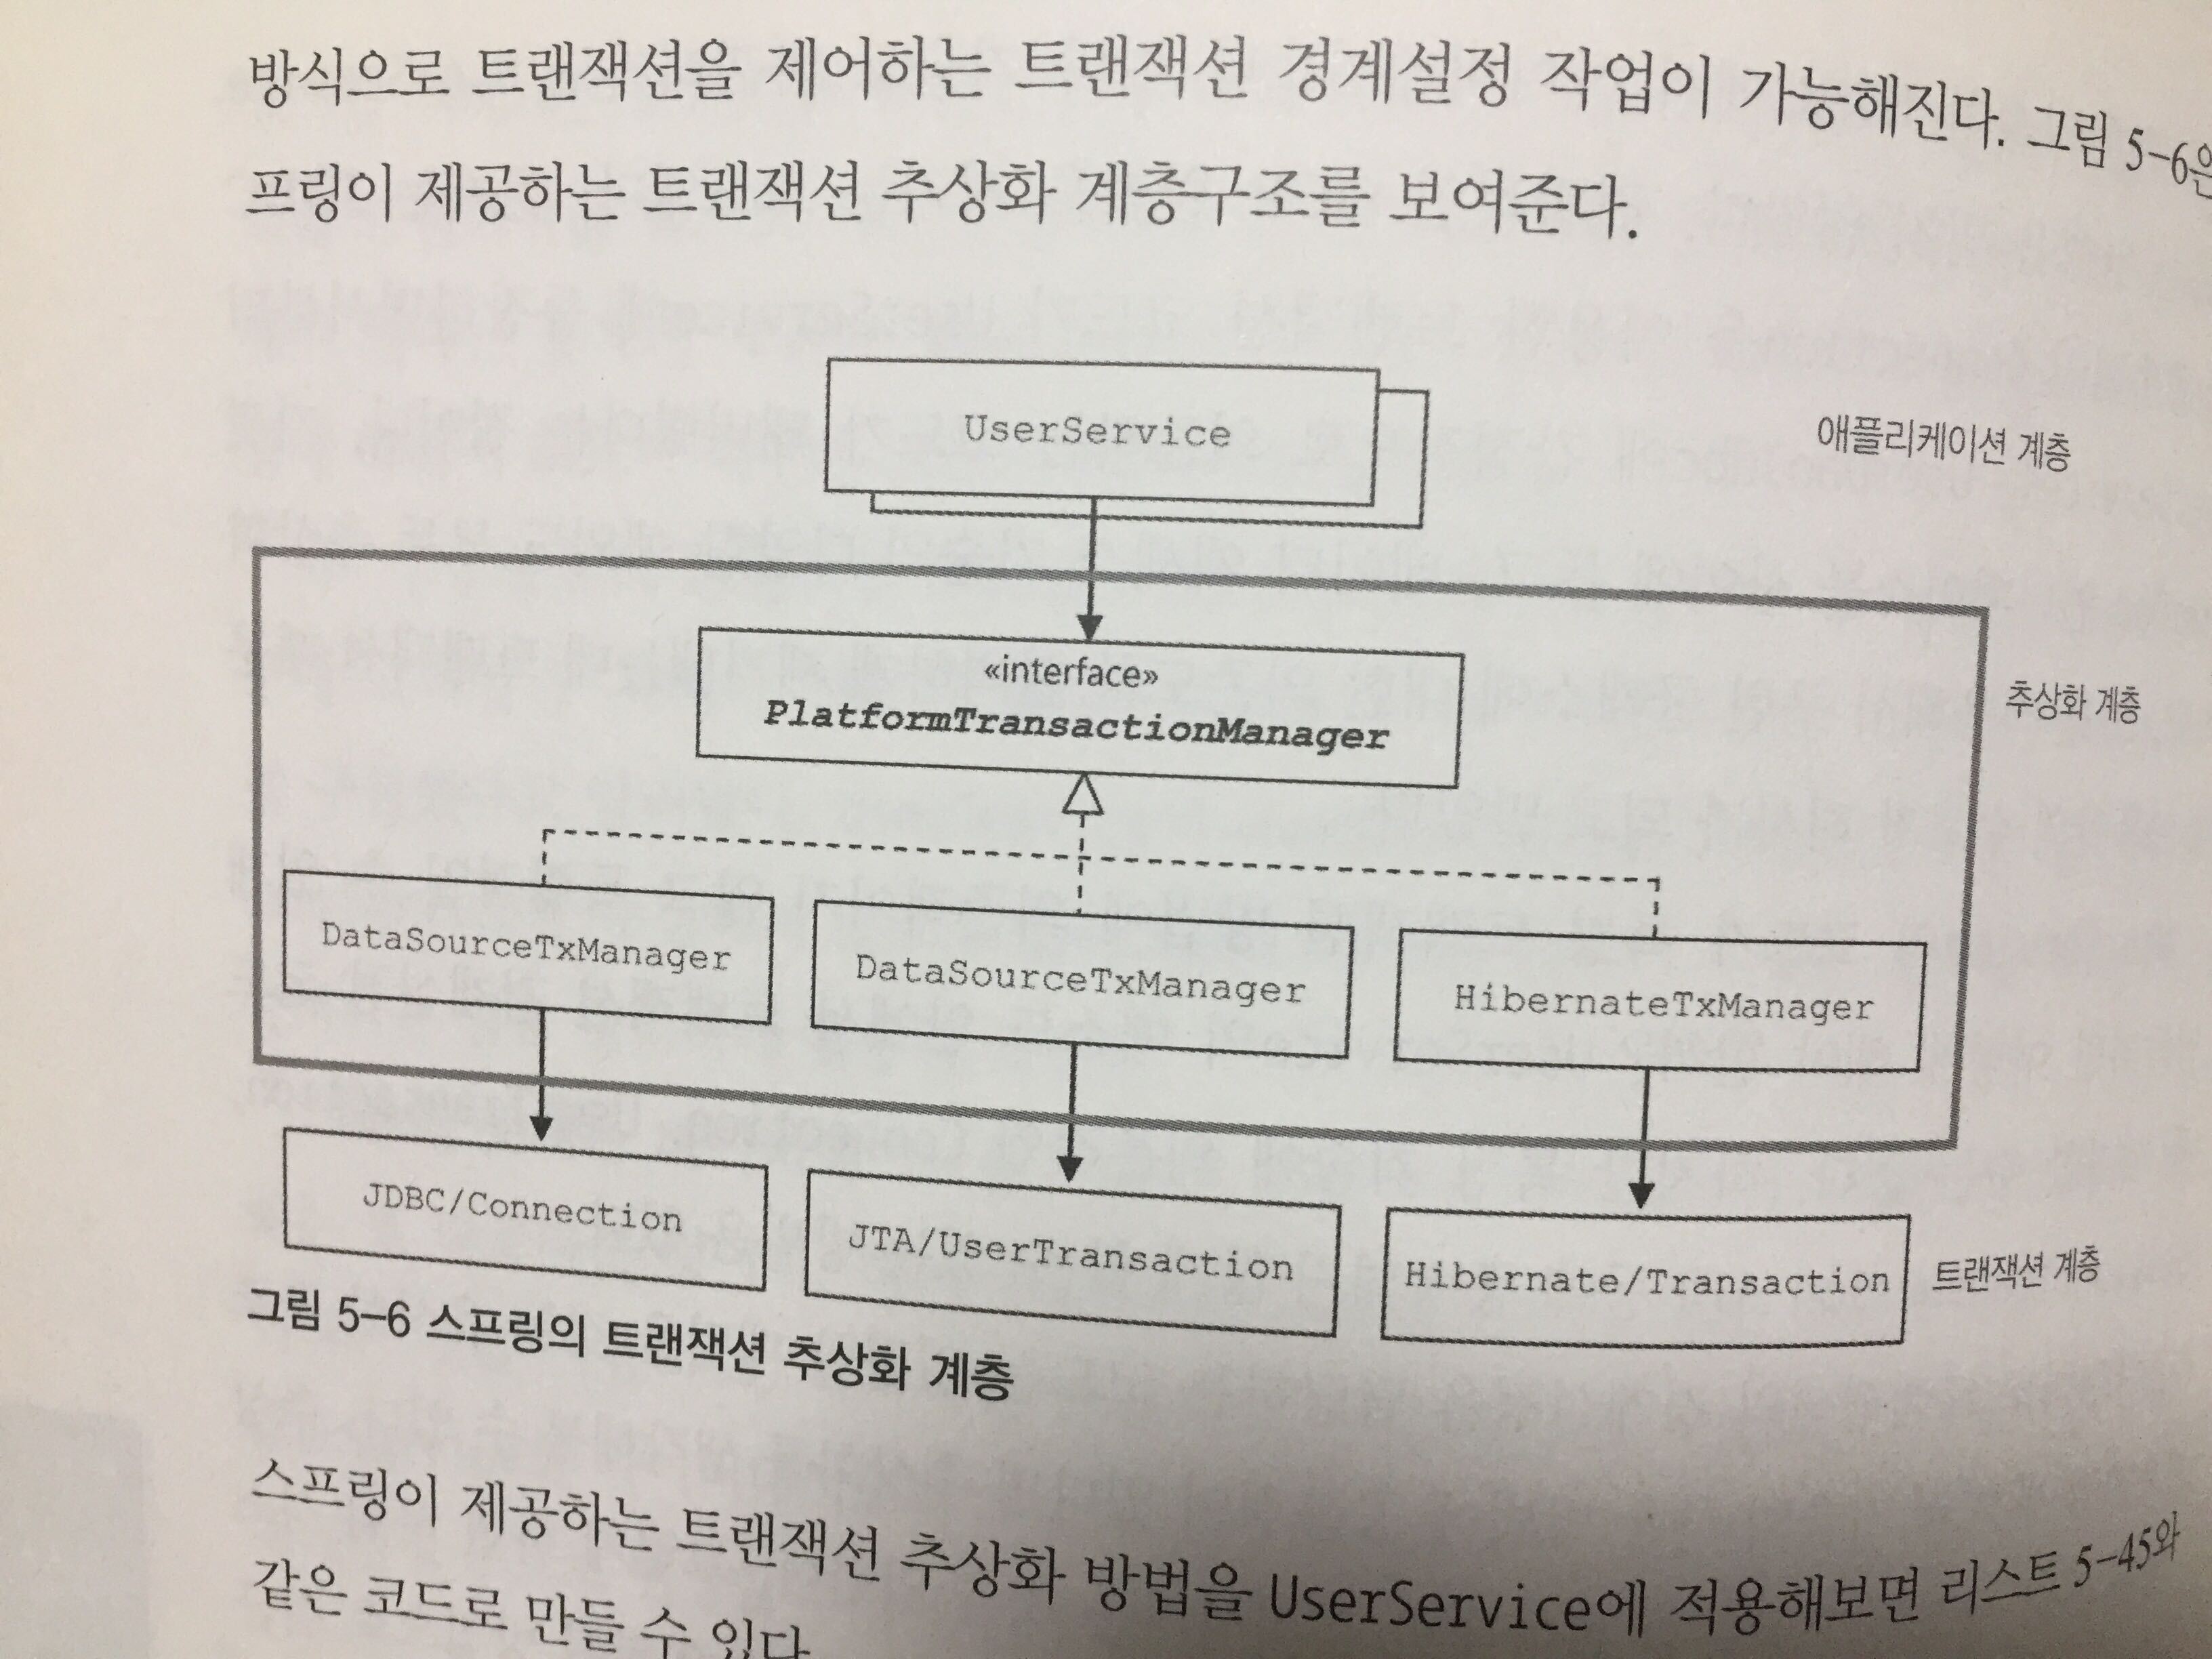 방식으로 트랜잭션을 제어하는 트랜잭션 경계설정 작업이 가능해진다. 그림 5-6은
프링이 제공하는 트랜잭션 추상화 계층구조를 보여준다.
UserService
애플리케이션 계층
«interface»
PlatformTransactionManager
추상화 계층
DataSourceTxManager
DataSourceTxManager
HibernateTxManager
JDBC/Connection
JTA/UserTransaction
Hibernate/Transaction
트랜잭션 계층
그림 5-6 스프링의 트랜잭션 추상화 계층
스프링이 제공하는 트랜잭션 추상화 방법을 UserService에 적용해보면 리스트 5-45와
같은 코드로 만들 수 있다